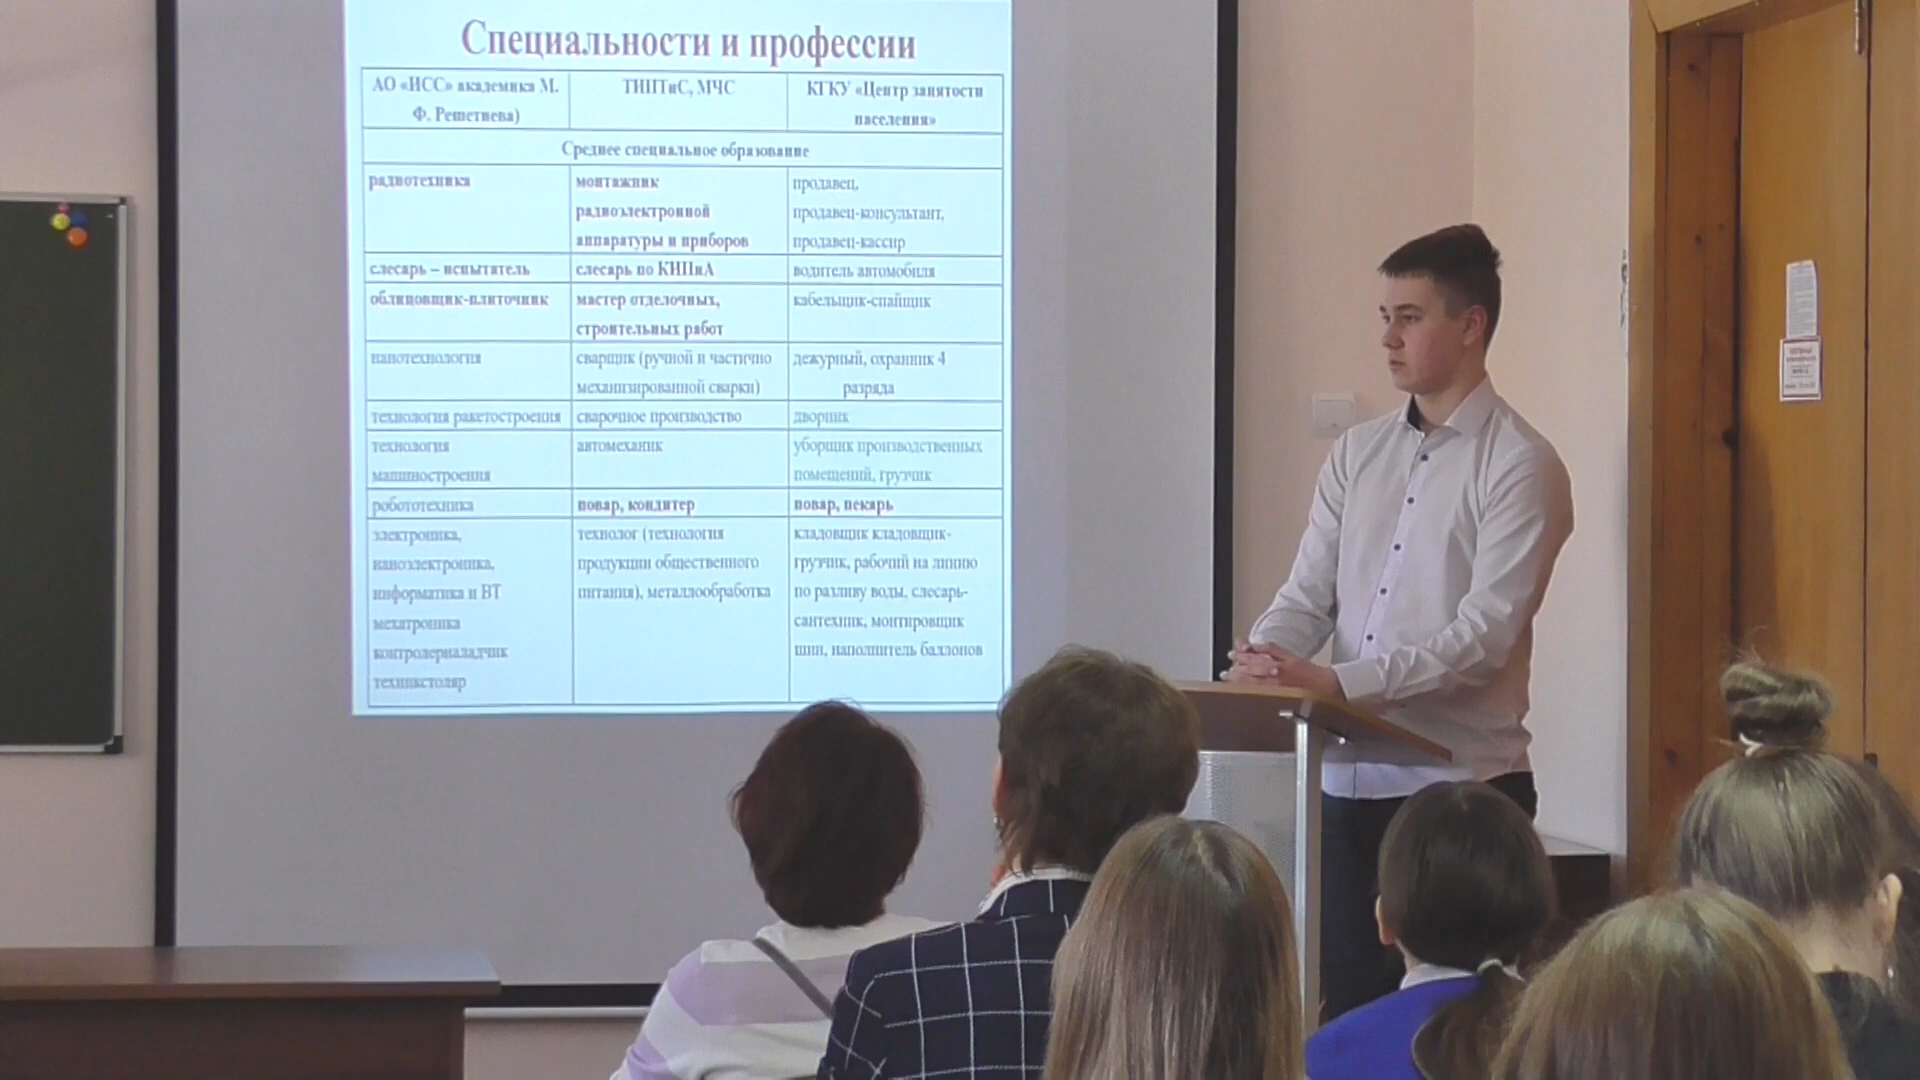 Специальности и профессии
АО «ИСС» академика М.
Ф. Решетнева)
ТИПТиС, МЧС
КГКУ «Центр занятости
населения»
Среднее специальное образование
радиотехника
монтажник
радиоэлектронной
аппаратуры и приборов
продавец,
продавец-консультант,
продавец-кассир
слесарь – испытатель
слесарь по КИПиА
водитель автомобиля
облицовщик-плиточник
мастер отделочных,
строительных работ
кабельщик-спайщик
нанотехнология
сварщик (ручной и частично
механизированной сварки)
дежурный, охранник 4
разряда
технология ракетостроения
сварочное производство
дворник
технология
машиностроения
автомеханик
уборщик производственных
помещений, грузчик
робототехника
повар, кондитер
повар, пекарь
электроника,
наноэлектроника,
информатика и ВТ
мехатроника
контролерналадчик
техникстоляр
технолог (технология
продукции общественного
питания), металлообработка
кладовщик кладовщик-
грузчик, рабочий на линию
по разливу воды, слесарь-
сантехник, монтировщик
шин, наполнитель баллонов